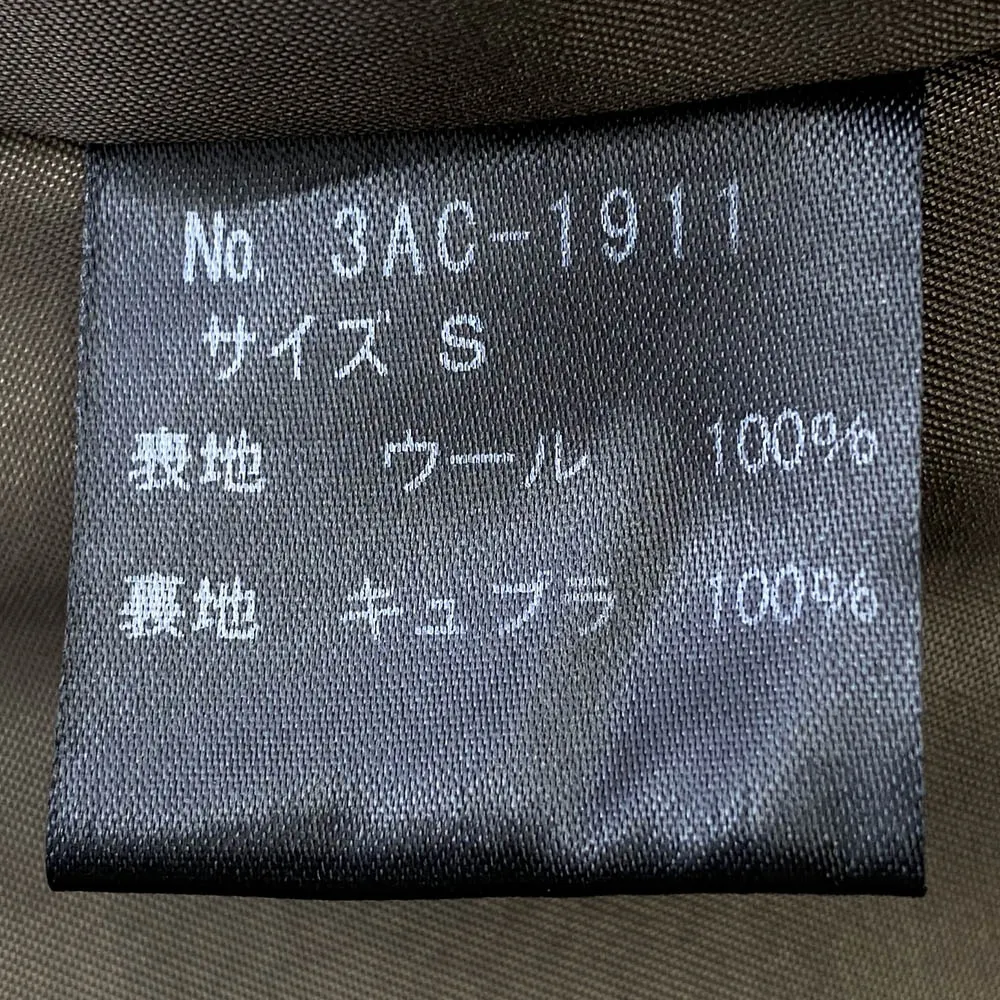 No. 3AC-1911
サイズ S
表地 ウール 100%
裏地 キュプラ 100%